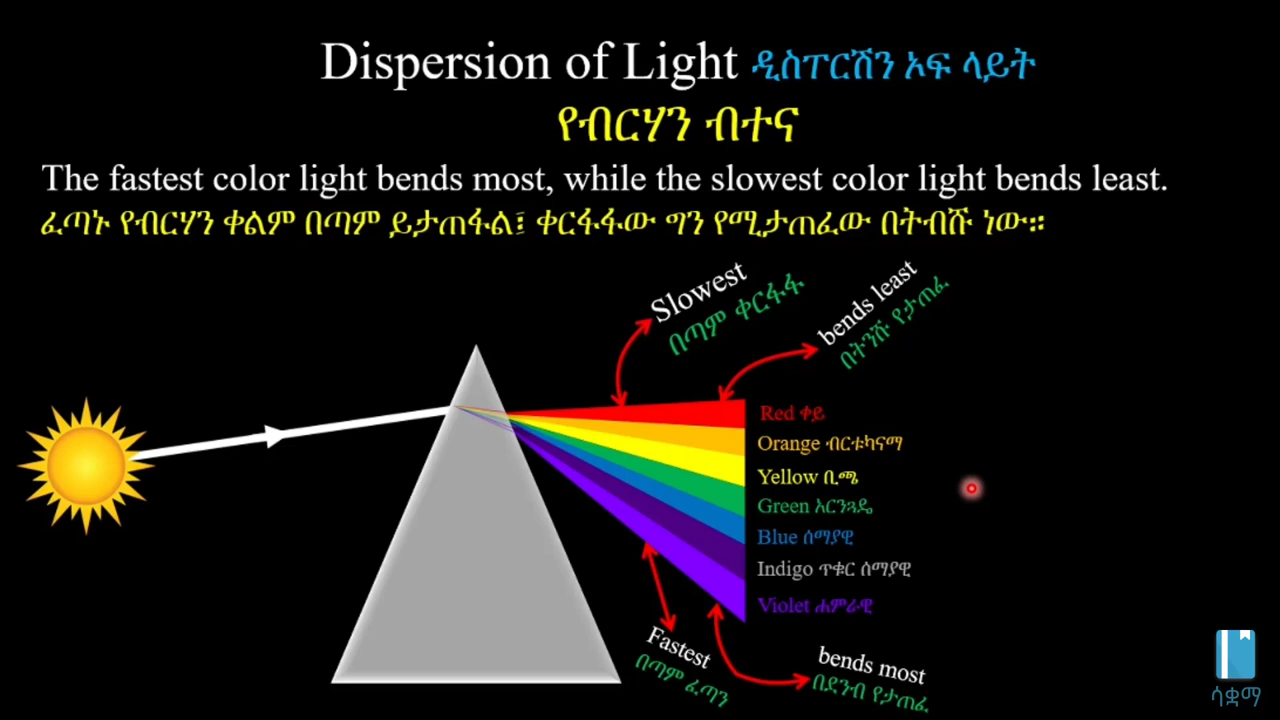 Dispersion of Light ዲስፐርሽን ኦፍ ላይት
የብርሃን ብተና
The fastest color light bends most, while the slowest color light bends least.
ፈጣኑ የብርሃን ቀልም በጣም ይታጠፋል፤ ቀርፋፋው ግን የሚታጠፈው በትብሹ ነው።
Slowest
በጣም ቀርፋፋ
bends least
በትንሹ የታጠፈ
Red ቀይ
Orange ብርቱካናማ
Yellow ቢጫ
Green አርንጓዴ
Blue ሰማያዊ
Indigo ጥቁር ሰማያዊ
Violet ሐምራዊ
Fastest
በጣም ፈጣን
bends most
በደንብ የታጠፈ
ሳቋማ